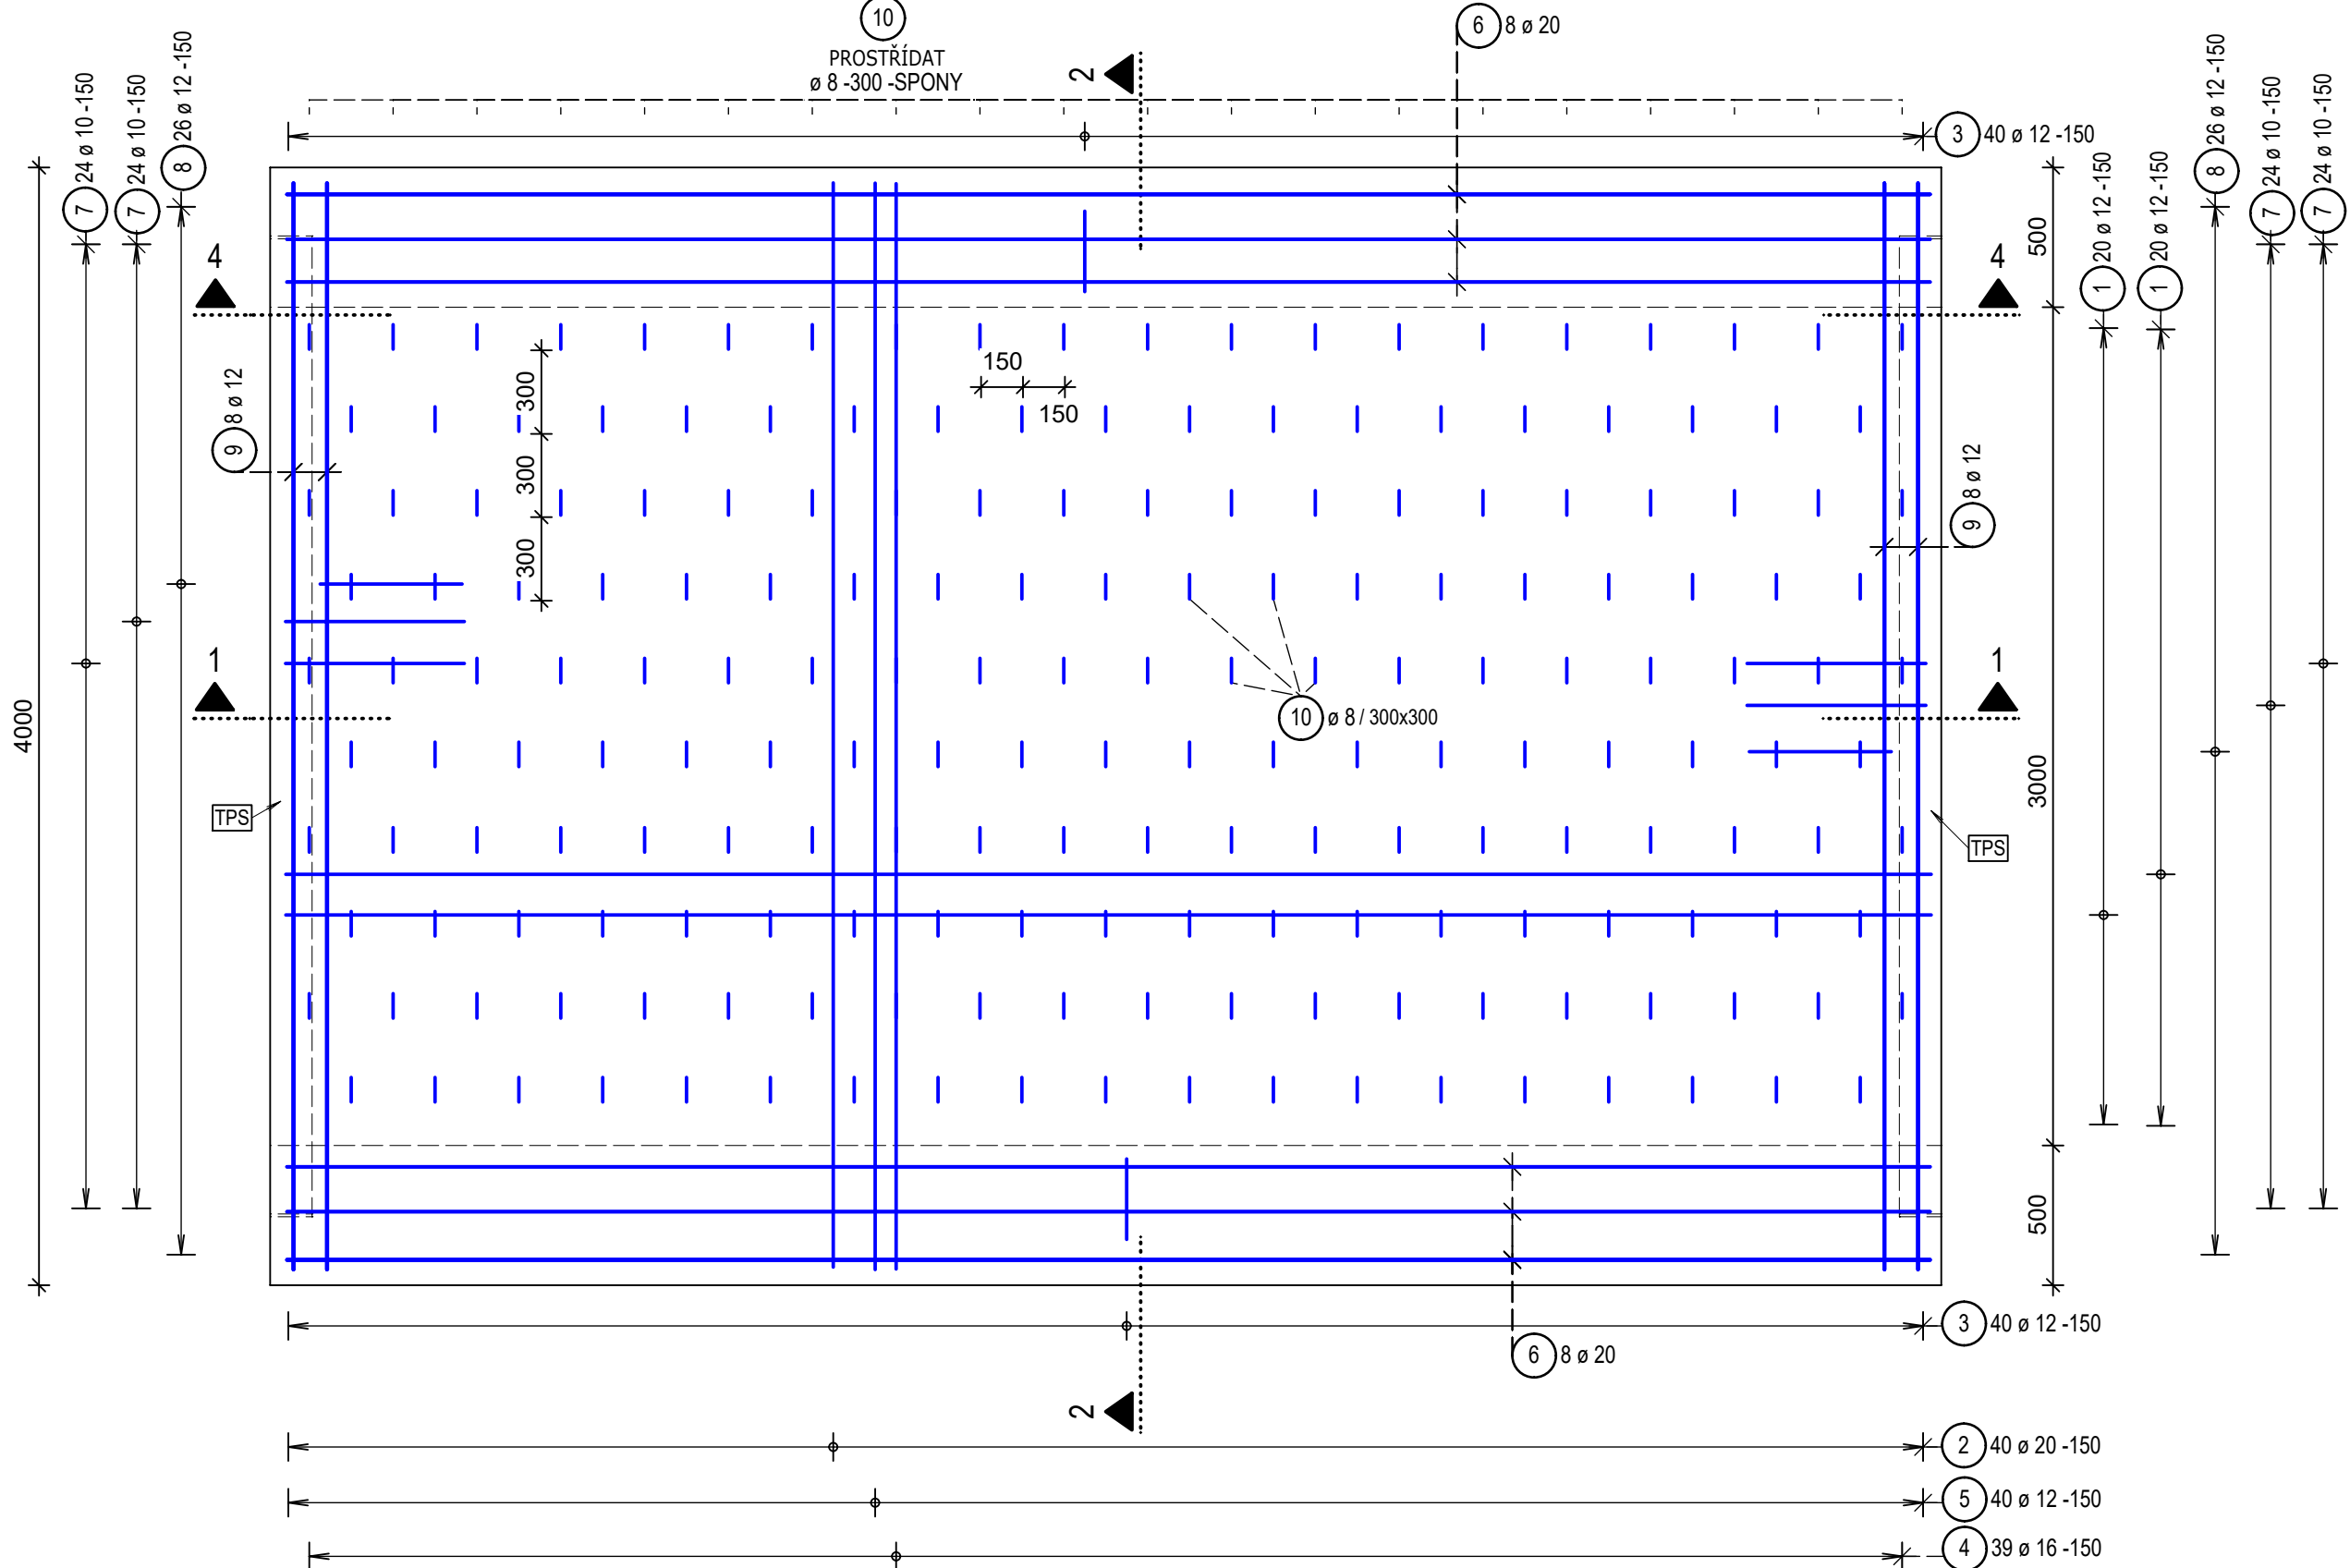 10
PROSTŘÍDAT
ø 8 -300 -SPONY
6 8 ø 20
2
3 40 ø 12 -150
7 24 ø 10 -150
7 24 ø 10 -150
8 26 ø 12 -150
1 20 ø 12 -150
1 20 ø 12 -150
8 26 ø 12 -150
7 24 ø 10 -150
7 24 ø 10 -150
500
4
4
150
150
300
300
300
9 8 ø 12
9 8 ø 12
1
1
10 ø 8 / 300x300
4000
3000
TPS
TPS
500
3 40 ø 12 -150
6 8 ø 20
2
2 40 ø 20 -150
5 40 ø 12 -150
4 39 ø 16 -150